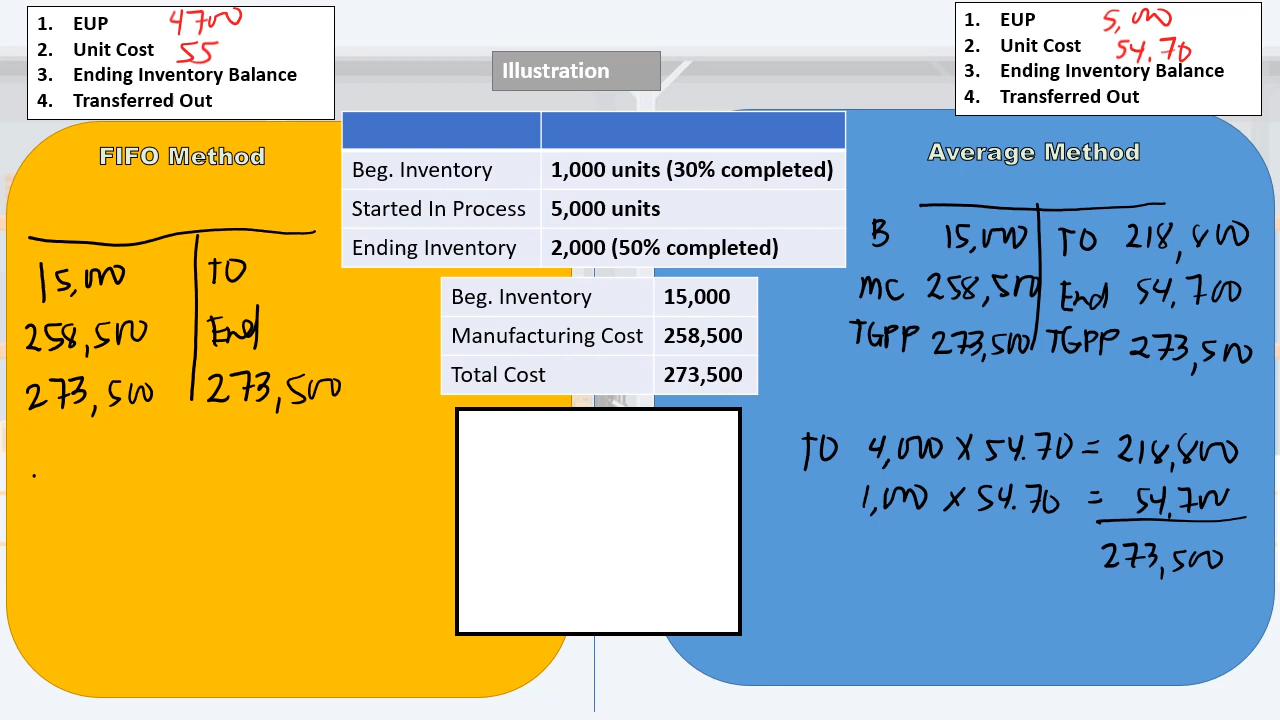 1. EUP 4700
2. Unit Cost 55
3. Ending Inventory Balance
4. Transferred Out
1. EUP 5,000
2. Unit Cost 54.70
3. Ending Inventory Balance
4. Transferred Out
Illustration
FIFO Method
15,000 TO
258,500 End
273,500 273,500
Beg. Inventory 1,000 units (30% completed)
Started In Process 5,000 units
Ending Inventory 2,000 (50% completed)
Beg. Inventory 15,000
Manufacturing Cost 258,500
Total Cost 273,500
Average Method
B 15,000 TO 218,800
MC 258,500 End 54,700
TGPP 273,500 TGPP 273,500
TO 4,000 x 54.70 = 218,800
1,000 x 54.70 = 54,700
273,500